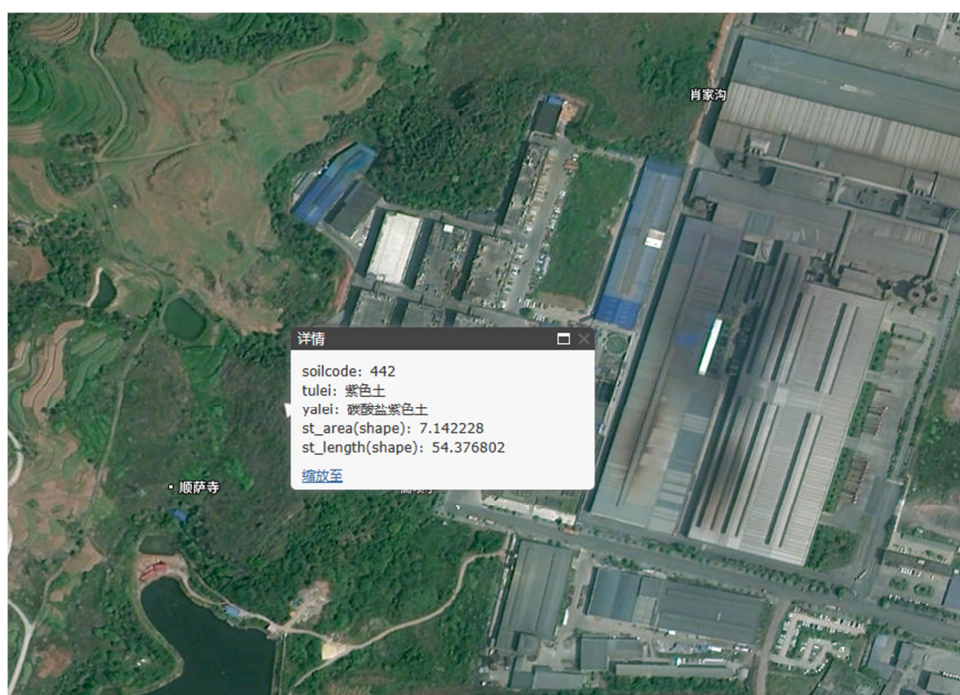 肖家沟
详情
soilcode: 442
tulei: 紫色土
yalei: 碳酸盐紫色土
st_area(shape): 7.142228
st_length(shape): 54.376802
缩放至
顺萨寺